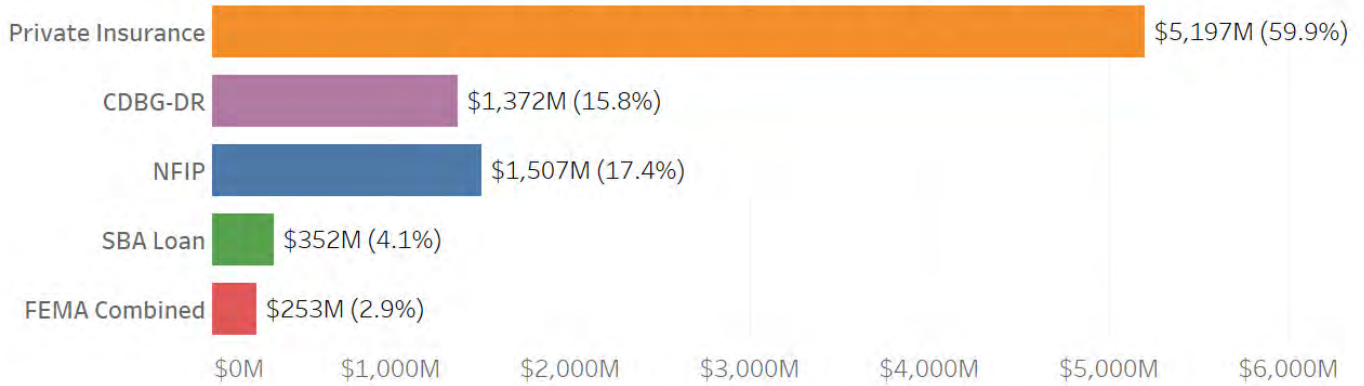 Private Insurance $5,197M (59.9%)
CDBG-DR $1,372M (15.8%)
NFIP $1,507M (17.4%)
SBA Loan $352M (4.1%)
FEMA Combined $253M (2.9%)
$0M $1,000M $2,000M $3,000M $4,000M $5,000M $6,000M